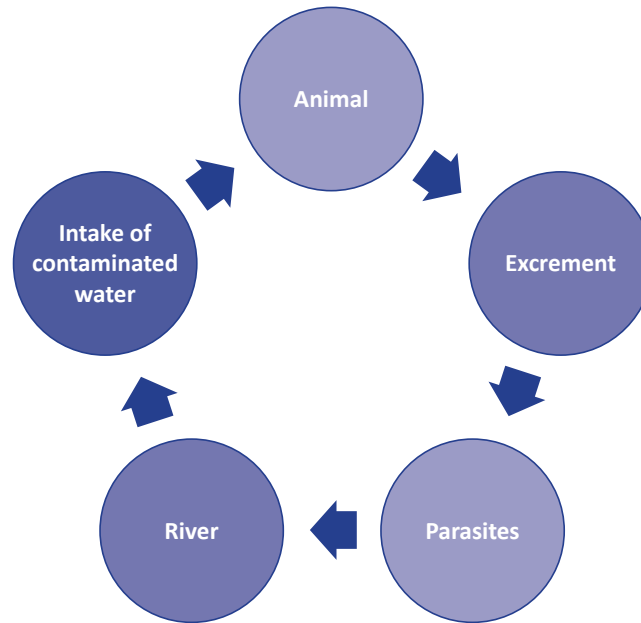 Animal
Excrement
Parasites
River
Intake of
contaminated
water